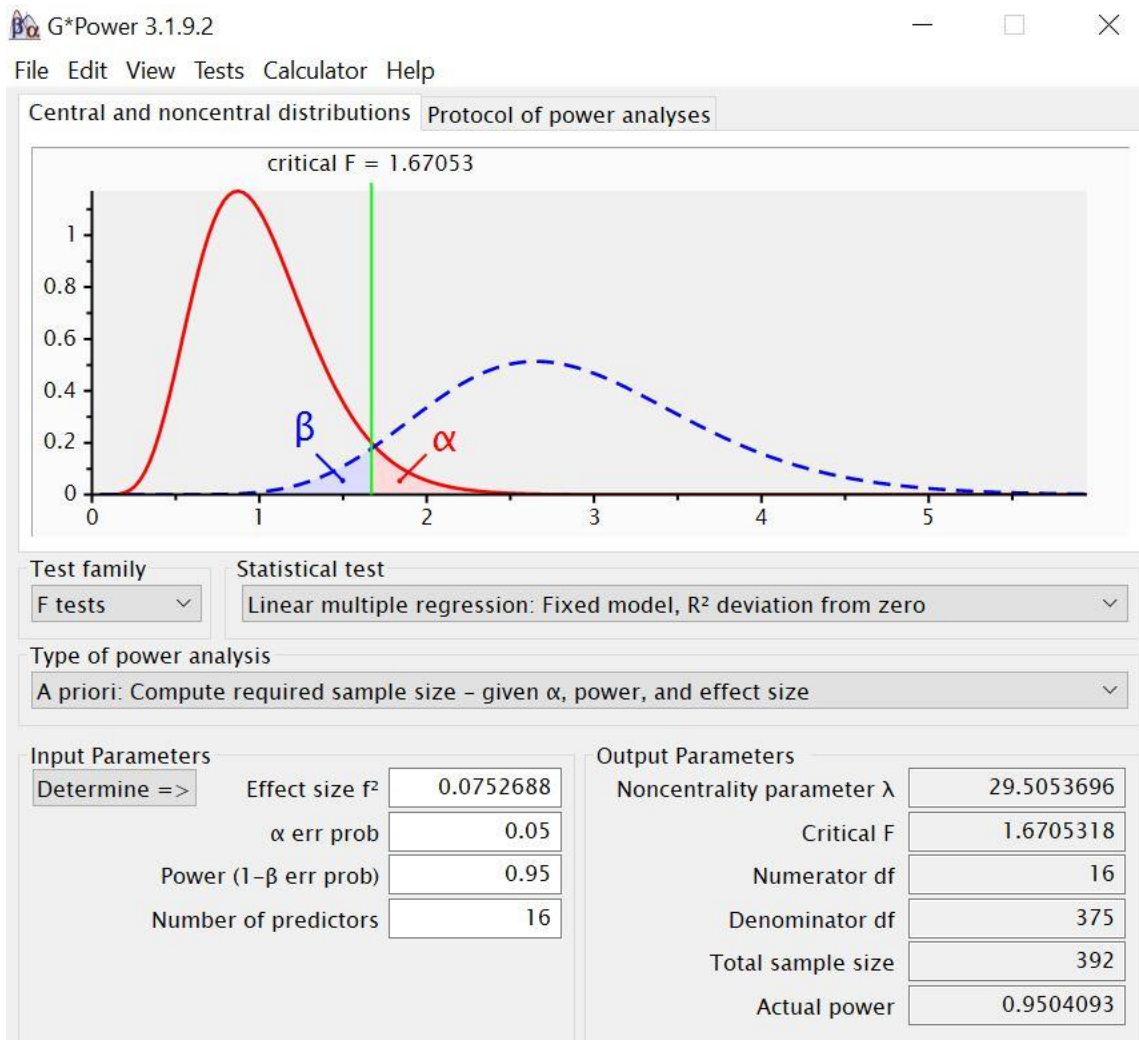 G*Power 3.1.9.2
File Edit View Tests Calculator Help
Central and noncentral distributions Protocol of power analyses
critical F = 1.67053
1
0.8
0.6
0.4
0.2
0
β
α
0 1 2 3 4 5
Test family Statistical test
F tests Linear multiple regression: Fixed model, R² deviation from zero
Type of power analysis
A priori: Compute required sample size – given α, power, and effect size
Input Parameters Output Parameters
Determine => Effect size f² 0.0752688 Noncentrality parameter λ 29.5053696
α err prob 0.05 Critical F 1.6705318
Power (1–β err prob) 0.95 Numerator df 16
Number of predictors 16 Denominator df 375
Total sample size 392
Actual power 0.9504093